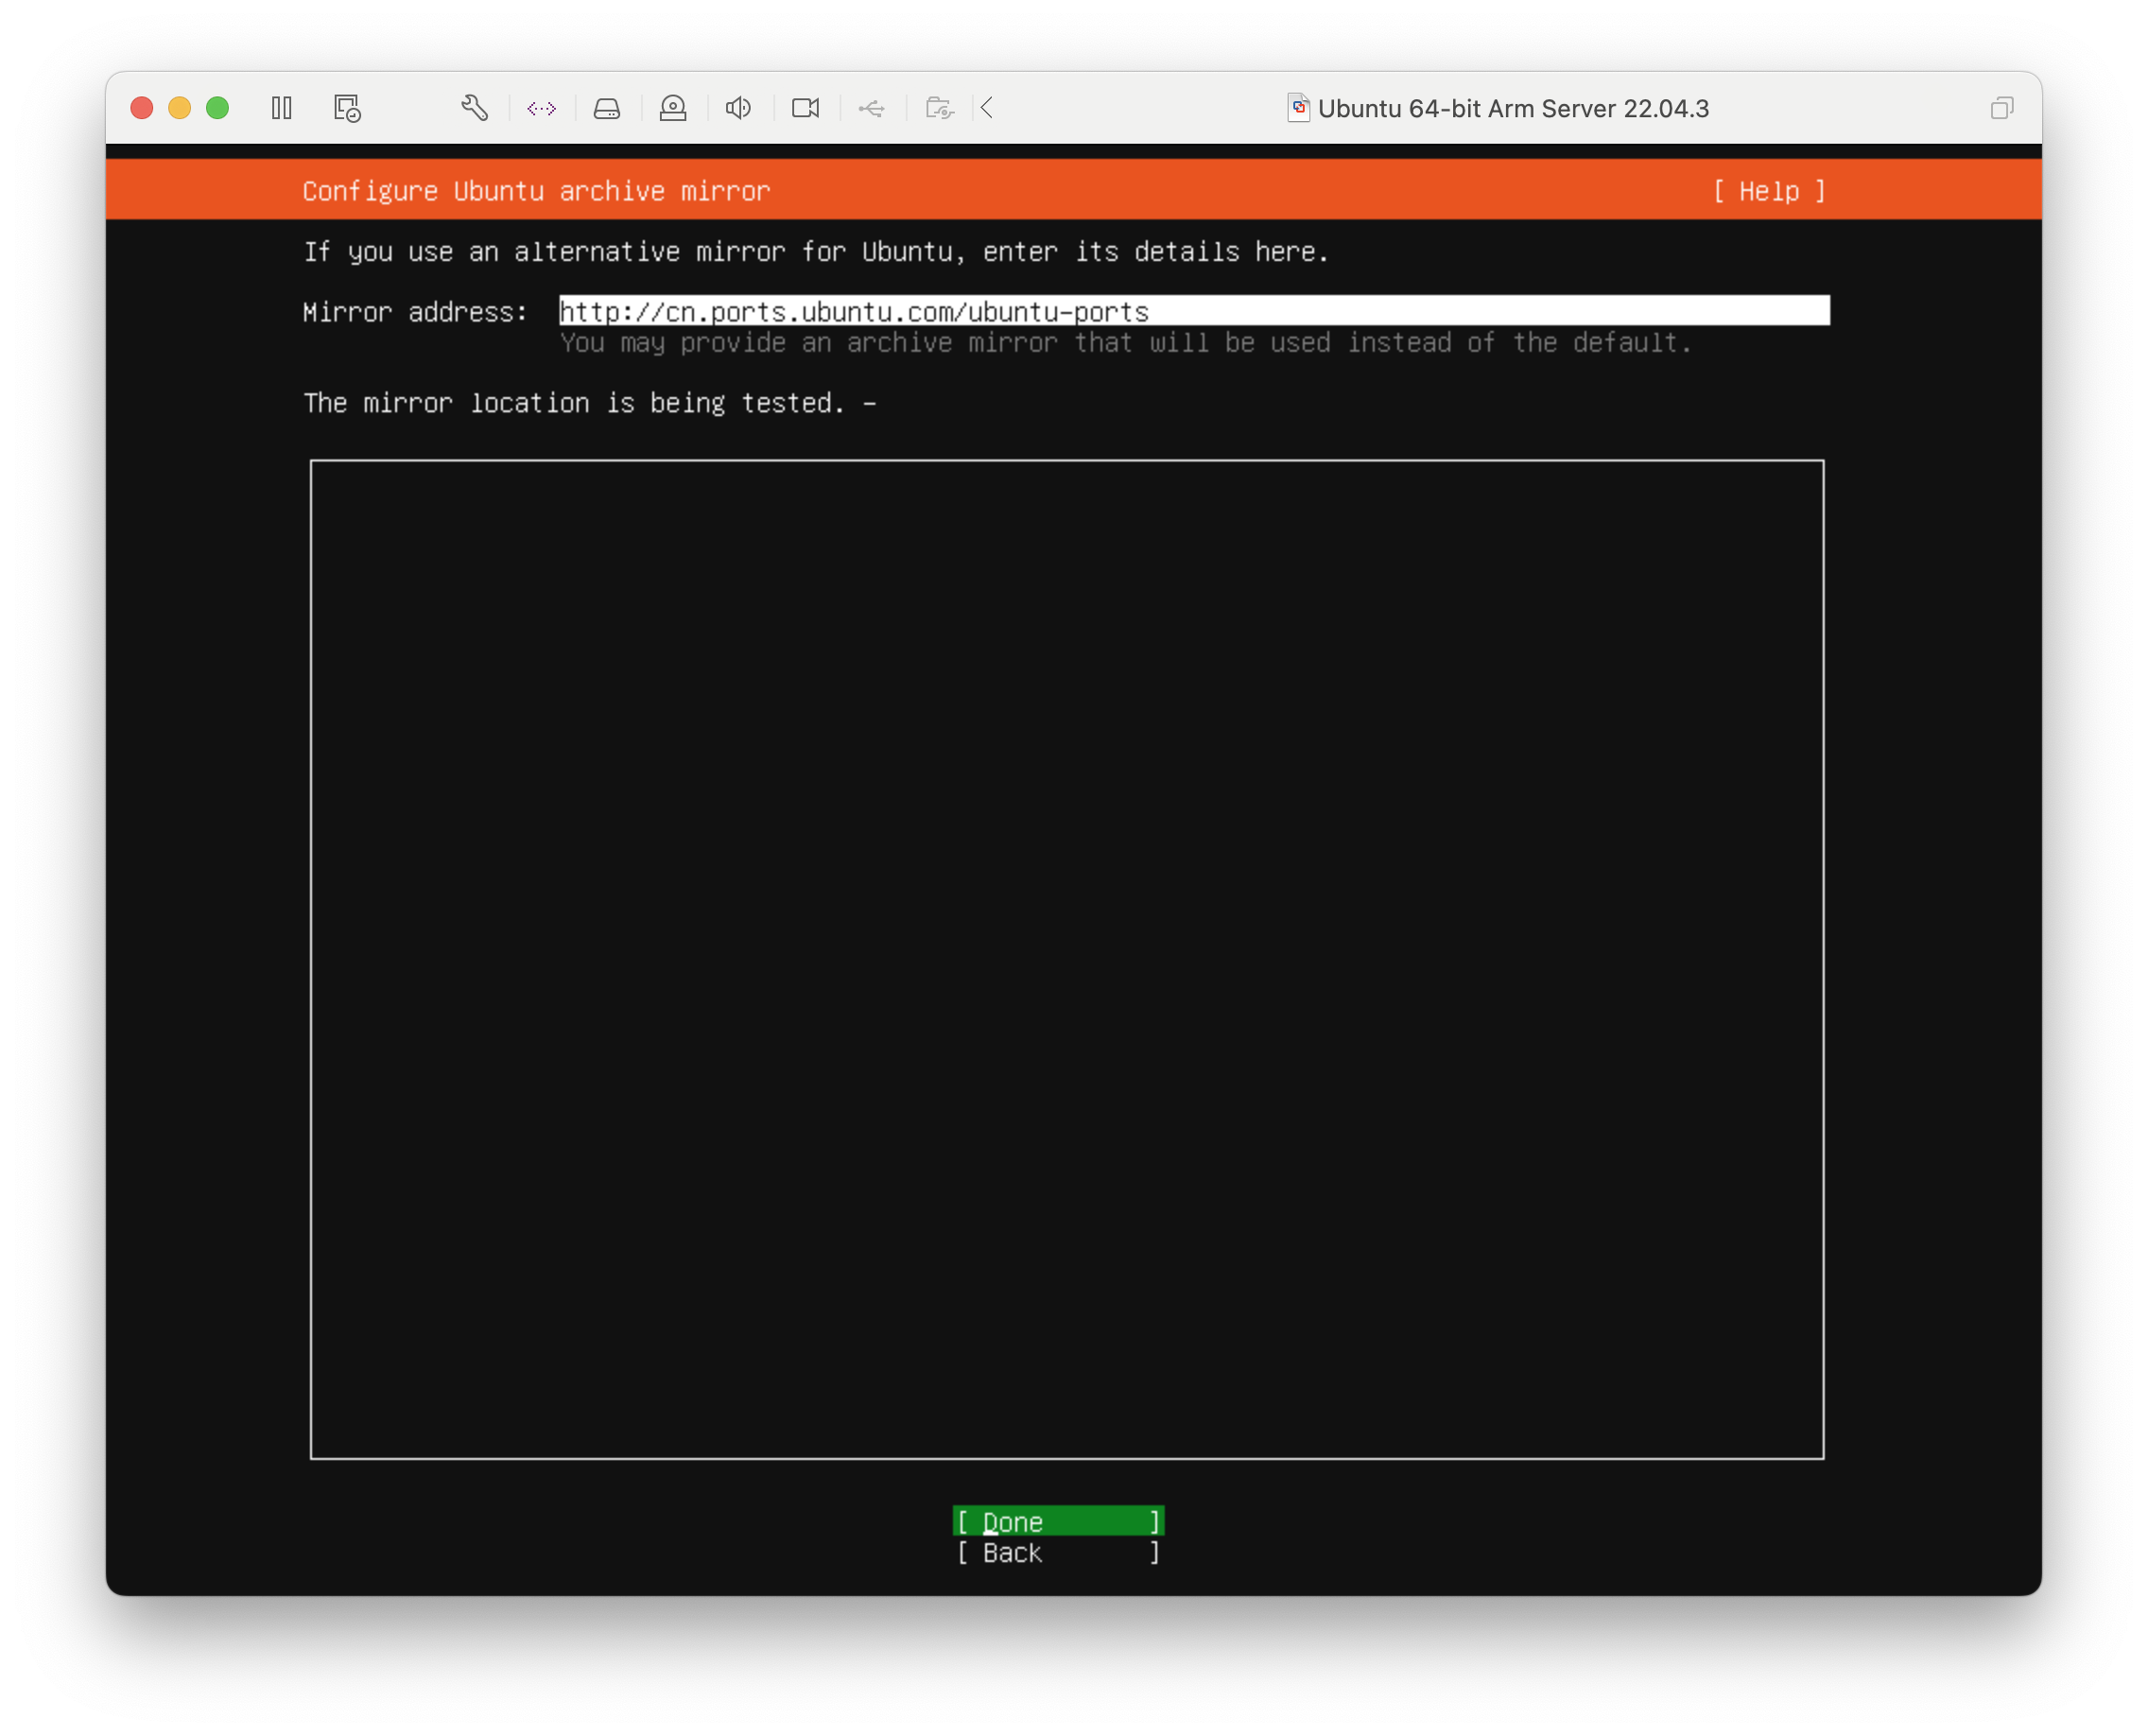 Ubuntu 64-bit Arm Server 22.04.3
Configure Ubuntu archive mirror [ Help ]
If you use an alternative mirror for Ubuntu, enter its details here.
Mirror address: http://cn.ports.ubuntu.com/ubuntu-ports
You may provide an archive mirror that will be used instead of the default.
The mirror location is being tested. -
[ Done ]
[ Back ]